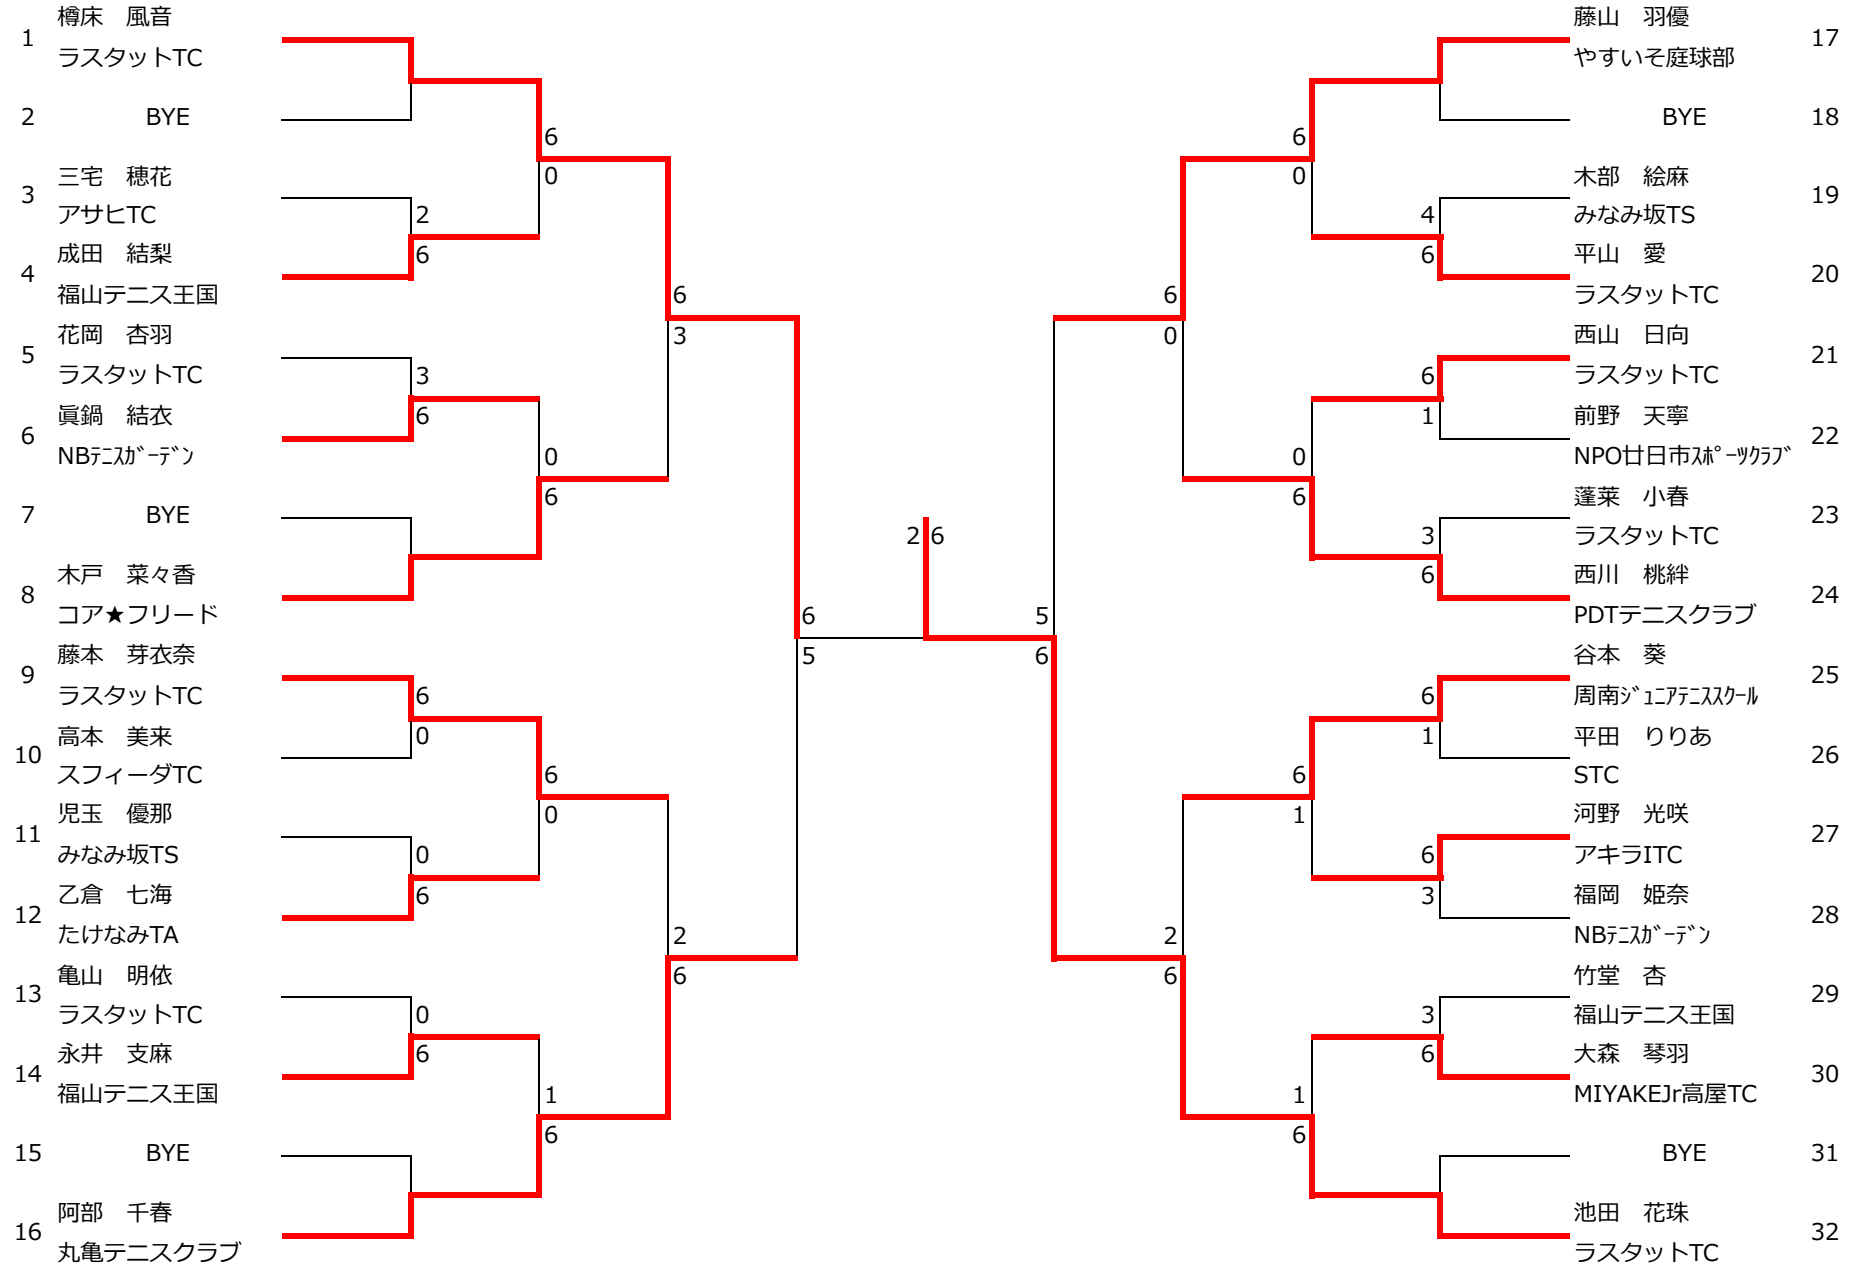 1
樽床　風音
ラスタットTC
2
BYE
3
三宅　穂花
アサヒTC
4
成田　結梨
福山テニス王国
5
花岡　杏羽
ラスタットTC
6
眞鍋　結衣
NBﾃﾆｽｶﾞｰﾃﾞﾝ
7
BYE
8
木戸　菜々香
コア★フリード
9
藤本　芽衣奈
ラスタットTC
10
高本　美来
スフィーダTC
11
児玉　優那
みなみ坂TS
12
乙倉　七海
たけなみTA
13
亀山　明依
ラスタットTC
14
永井　支麻
福山テニス王国
15
BYE
16
阿部　千春
丸亀テニスクラブ
2
6
3
6
6
0
0
6
0
6
6
0
0
6
6
0
1
6
6
3
2
6
6
5
2
6
5
6
6
0
2
6
6
0
0
6
6
1
1
6
4
6
6
1
3
6
6
1
6
3
3
6
藤山　羽優
やすいそ庭球部
17
BYE
18
木部　絵麻
みなみ坂TS
19
平山　愛
ラスタットTC
20
西山　日向
ラスタットTC
21
前野　天寧
NPO廿日市ｽﾎﾟｰﾂｸﾗﾌﾞ
22
蓬莱　小春
ラスタットTC
23
西川　桃絆
PDTテニスクラブ
24
谷本　葵
周南ｼﾞｭﾆｱﾃﾆｽｽｸｰﾙ
25
平田　りりあ
STC
26
河野　光咲
アキラITC
27
福岡　姫奈
NBﾃﾆｽｶﾞｰﾃﾞﾝ
28
竹堂　杏
福山テニス王国
29
大森　琴羽
MIYAKEJr高屋TC
30
BYE
31
池田　花珠
ラスタットTC
32